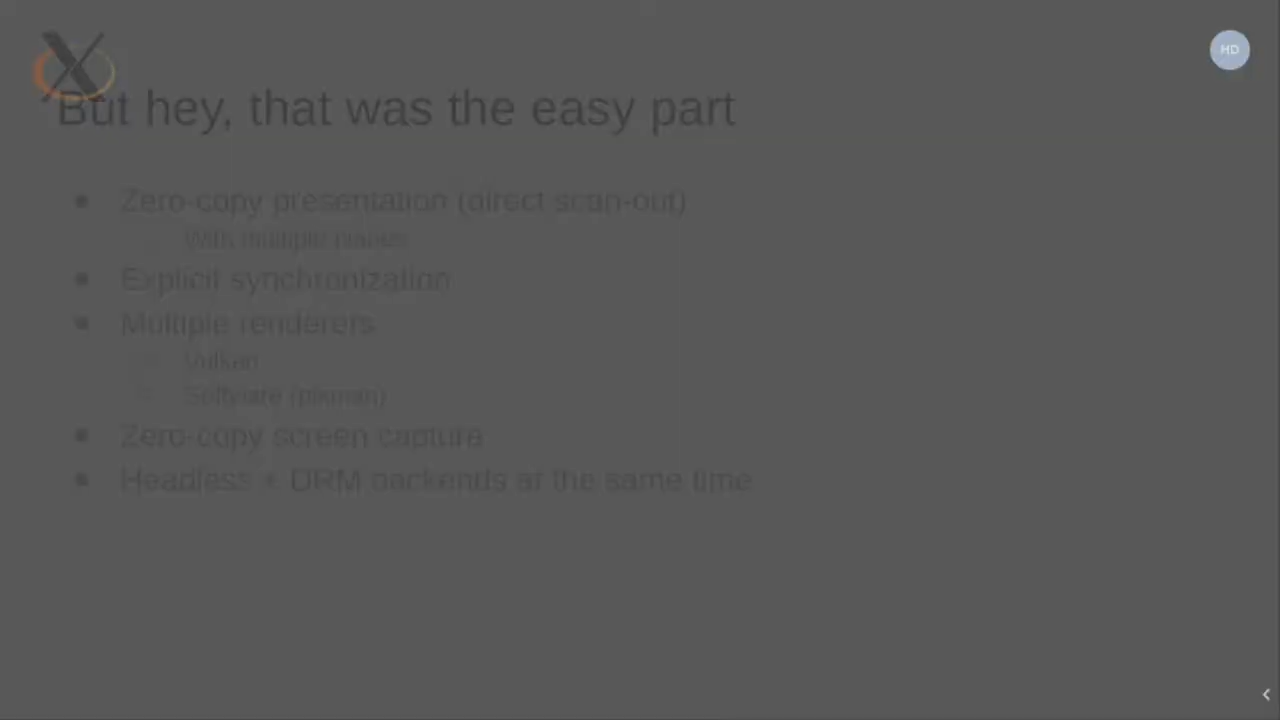 HD
But hey, that was the easy part
Zero-copy presentation (direct scan-out)
With multiple planes
Explicit synchronization
Multiple renderers
Vulkan
Software (pixman)
Zero-copy screen capture
Headless + DRM backends at the same time